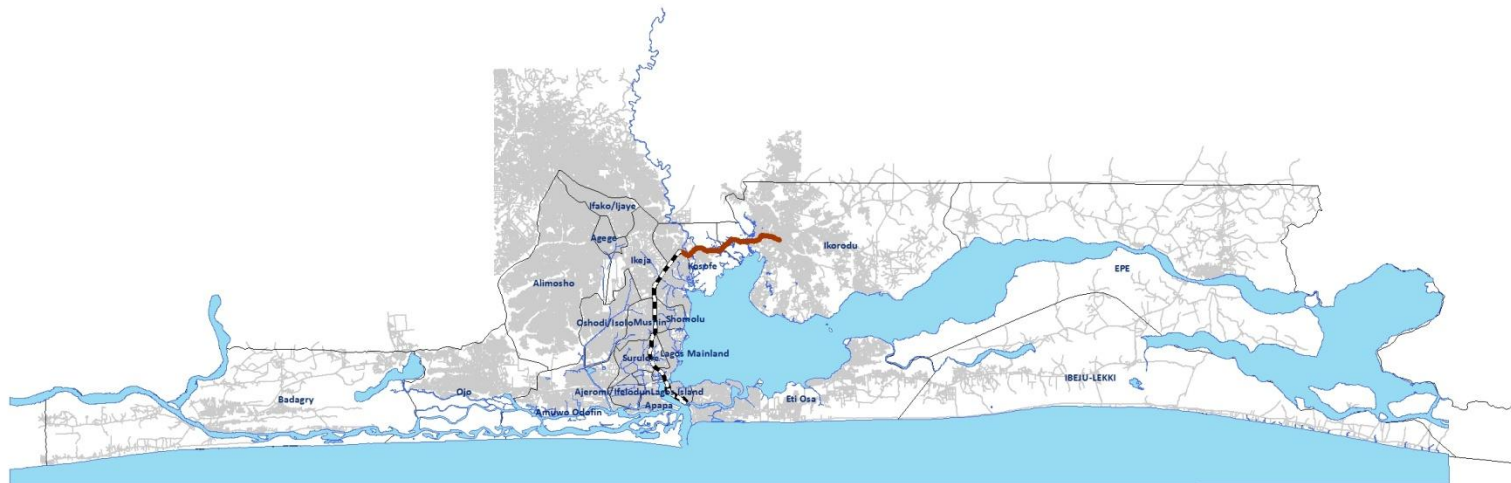 Ifako/Ijaye
Agege
Ikorodu
Ikeja
Kosofe
EPE
Alimosho
Oshodi/Isolo
Mushin
Shomolu
Surulere
Lagos Mainland
IBEJU-LEKKI
Ojo
Ajeromi/Ifelodun
Lagos Island
Badagry
Eti Osa
Apapa
Amuwo Odofin